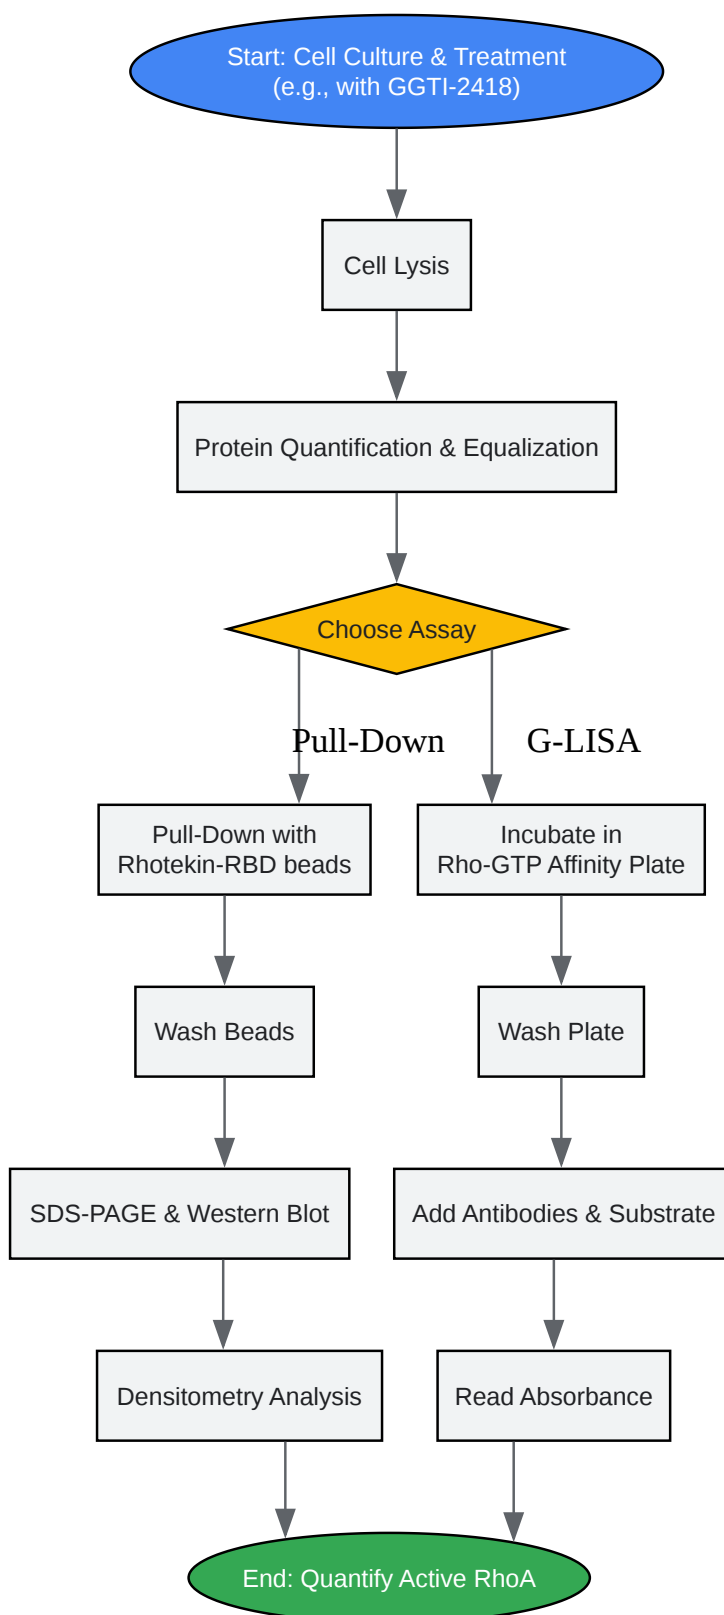 Start: Cell Culture & Treatment
(e.g., with GGTI-2418)
Cell Lysis
Protein Quantification & Equalization
Choose Assay
Pull-Down
G-LISA
Pull-Down with
Rhotekin-RBD beads
Incubate in
Rho-GTP Affinity Plate
Wash Beads
Wash Plate
SDS-PAGE & Western Blot
Add Antibodies & Substrate
Densitometry Analysis
Read Absorbance
End: Quantify Active RhoA